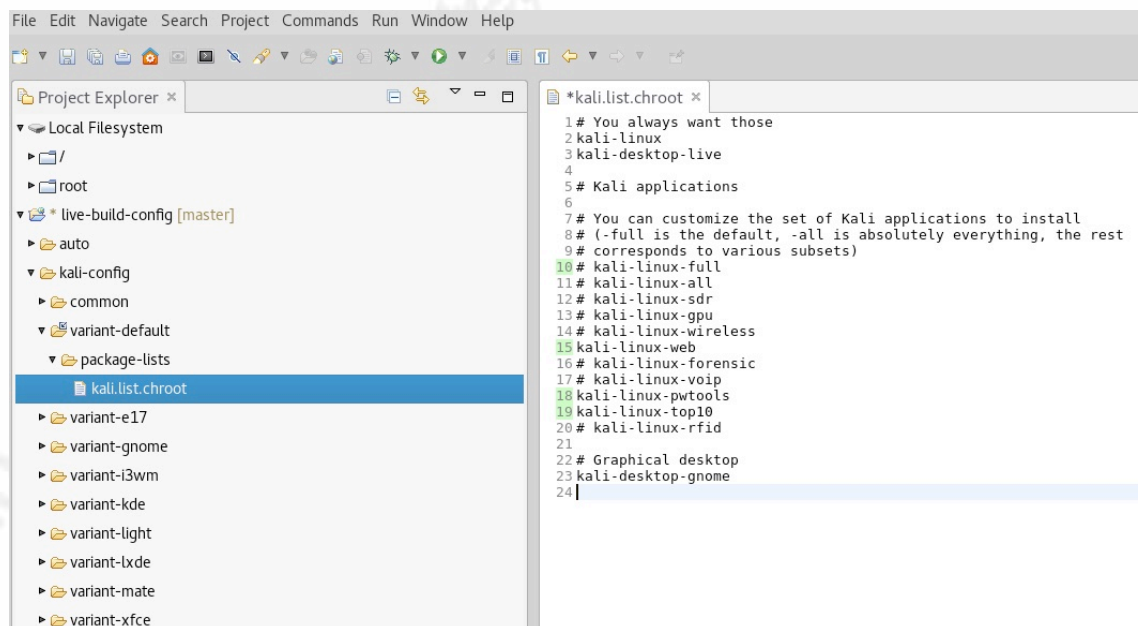 File Edit Navigate Search Project Commands Run Window Help
Project Explorer
Local Filesystem
/
root
* live-build-config [master]
auto
kali-config
common
variant-default
package-lists
kali.list.chroot
variant-e17
variant-gnome
variant-i3wm
variant-kde
variant-light
variant-lxde
variant-mate
variant-xfce
*kali.list.chroot
1 # You always want those
2 kali-linux
3 kali-desktop-live
4
5 # Kali applications
6
7 # You can customize the set of Kali applications to install
8 # (-full is the default, -all is absolutely everything, the rest
9 # corresponds to various subsets)
10 # kali-linux-full
11 # kali-linux-all
12 # kali-linux-sdr
13 # kali-linux-gpu
14 # kali-linux-wireless
15 kali-linux-web
16 # kali-linux-forensic
17 # kali-linux-voip
18 kali-linux-pwtools
19 kali-linux-top10
20 # kali-linux-rfid
21
22 # Graphical desktop
23 kali-desktop-gnome
24